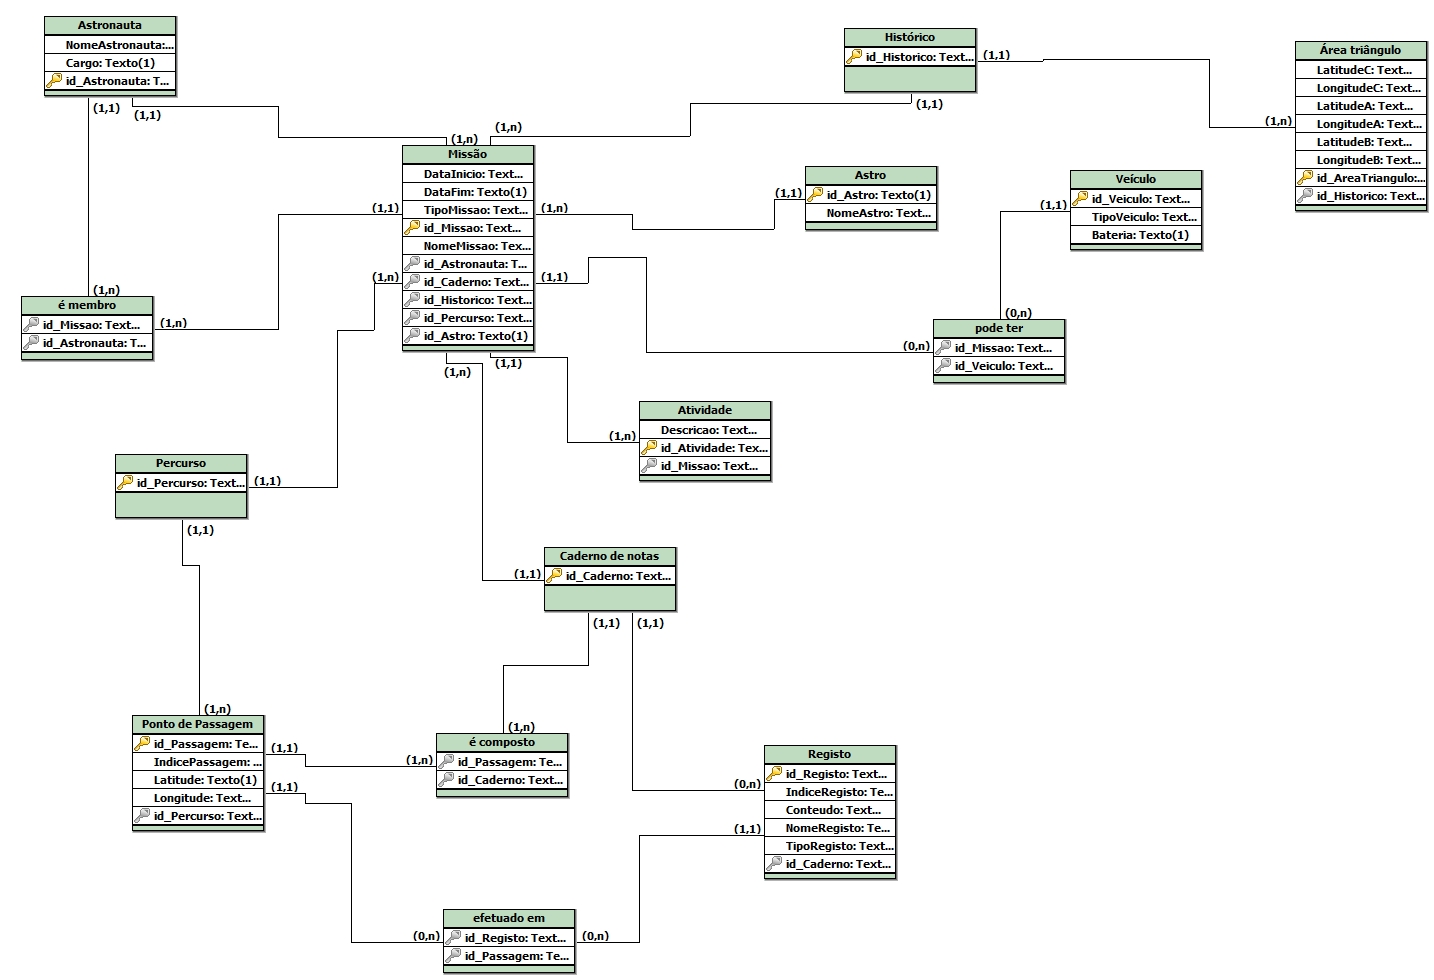 Astronauta
NomeAstronauta:...
Cargo: Texto(1)
id_Astronauta: T...
(1,1)
(1,1)
Histórico
id_Historico: Text...
(1,1)
(1,1)
Área triângulo
LatitudeC: Text...
LongitudeC: Text...
LatitudeA: Text...
LongitudeA: Text...
LatitudeB: Text...
LongitudeB: Text...
id_AreaTriangulo:...
id_Historico: Text...
(1,n)
(1,n)
(1,n)
Missão
DataInicio: Text...
DataFim: Texto(1)
TipoMissao: Text...
id_Missao: Text...
NomeMissao: Tex...
id_Astronauta: T...
id_Caderno: Text...
id_Historico: Text...
id_Percurso: Text...
id_Astro: Texto(1)
(1,1)
(1,n)
(1,n)
(1,1)
(1,n)
(1,1)
Astro
id_Astro: Texto(1)
NomeAstro: Text...
(1,1)
Veículo
id_Veiculo: Text...
TipoVeiculo: Text...
Bateria: Texto(1)
(1,1)
(1,n)
é membro
id_Missao: Text...
id_Astronauta: T...
(1,n)
(0,n)
pode ter
id_Missao: Text...
id_Veiculo: Text...
(0,n)
Atividade
Descricao: Text...
id_Atividade: Tex...
id_Missao: Text...
(1,n)
Percurso
id_Percurso: Text...
(1,1)
(1,1)
Caderno de notas
id_Caderno: Text...
(1,1)
(1,1)
(1,1)
(1,n)
Ponto de Passagem
id_Passagem: Te...
IndicePassagem: ...
Latitude: Texto(1)
Longitude: Text...
id_Percurso: Text...
(1,1)
(1,1)
(1,n)
é composto
id_Passagem: Te...
id_Caderno: Text...
(1,n)
Registo
id_Registo: Text...
IndiceRegisto: Te...
Conteudo: Text...
NomeRegisto: Te...
TipoRegisto: Text...
id_Caderno: Text...
(0,n)
(1,1)
efetuado em
id_Registo: Text...
id_Passagem: Te...
(0,n)
(0,n)